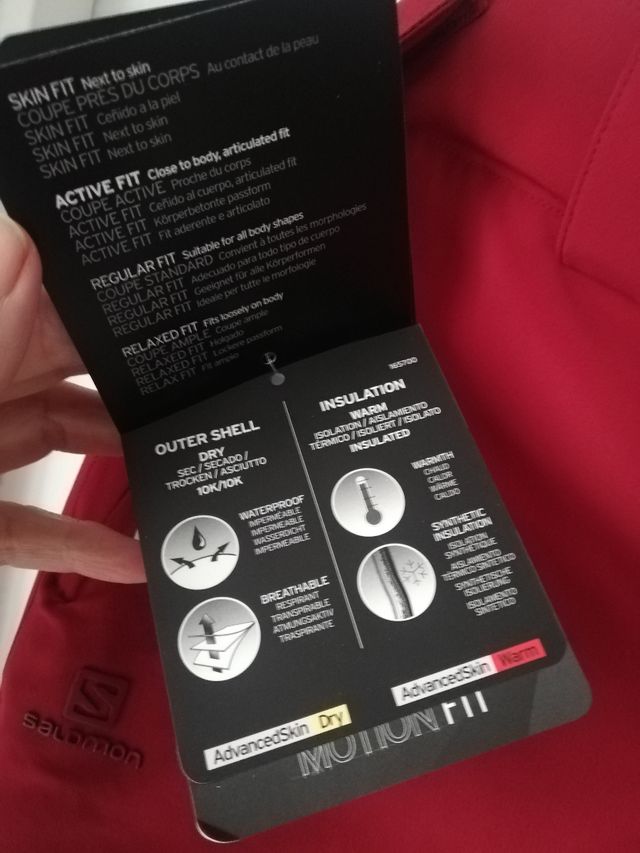 SKIN FIT Next to skin
COUPE PRÈS DU CORPS Au contact de la peau
SKIN FIT Ceñido a la piel
SKIN FIT Next to skin
SKIN FIT Next to skin
ACTIVE FIT Close to body, articulated fit
COUPE ACTIVE Proche du corps
ACTIVE FIT Ceñido al cuerpo, articulated fit
ACTIVE FIT Körperbetonte passform
ACTIVE FIT Fit aderente e articolato
REGULAR FIT Suitable for all body shapes
COUPE STANDARD Convient à toutes les morphologies
REGULAR FIT Adecuado para todo tipo de cuerpo
REGULAR FIT Geeignet für alle Körperformen
REGULAR FIT Ideale per tutte le morfologie
RELAXED FIT Fits loosely on body
COUPE AMPLE Coupe ample
RELAXED FIT Holgado
RELAXED FIT Lockere passform
RELAX FIT Fit ampio
165700
OUTER SHELL
DRY
SEC / SECADO /
TROCKEN / ASCIUTTO
10K/10K
WATERPROOF
IMPERMÉABLE
IMPERMEABLE
WASSERDICHT
IMPERMEABILE
BREATHABLE
RESPIRANT
TRANSPIRABLE
ATMUNGSAKTIV
TRASPIRANTE
AdvancedSkin Dry
INSULATION
WARM
ISOLATION / AISLAMIENTO
TÉRMICO / ISOLIERT / ISOLATO
INSULATED
WARMTH
CHAUD
CALOR
WÄRME
CALDO
SYNTHETIC
INSULATION
ISOLATION
SYNTHÉTIQUE
AISLAMIENTO
TÉRMICO SINTÉTICO
SYNTHETISCHE
ISOLIERUNG
ISOLAMENTO
SINTETICO
AdvancedSkin Warm
MOTION FIT
S
SALOMON